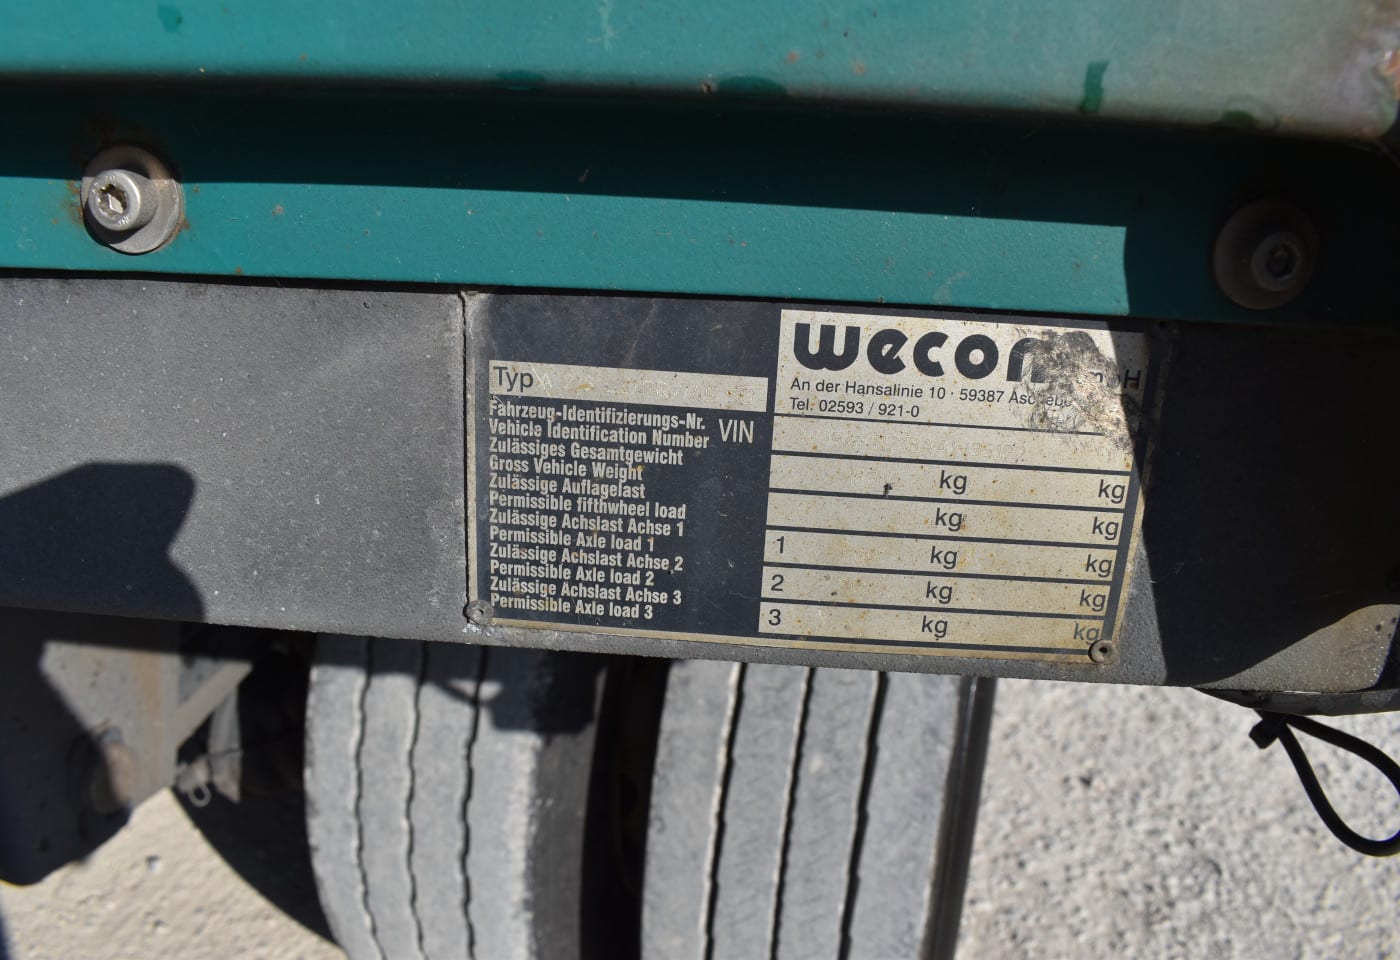 wecon
mbH
An der Hansalinie 10 · 59387
Tel. 02593 / 921-0
Typ
Fahrzeug-Identifizierungs-Nr.
Vehicle Identification Number VIN
Zulässiges Gesamtgewicht
Gross Vehicle Weight kg kg
Zulässige Auflagelast
Permissible fifthwheel load kg kg
Zulässige Achslast Achse 1
Permissible Axle load 1 1 kg kg
Zulässige Achslast Achse 2
Permissible Axle load 2 2 kg kg
Zulässige Achslast Achse 3
Permissible Axle load 3 3 kg kg